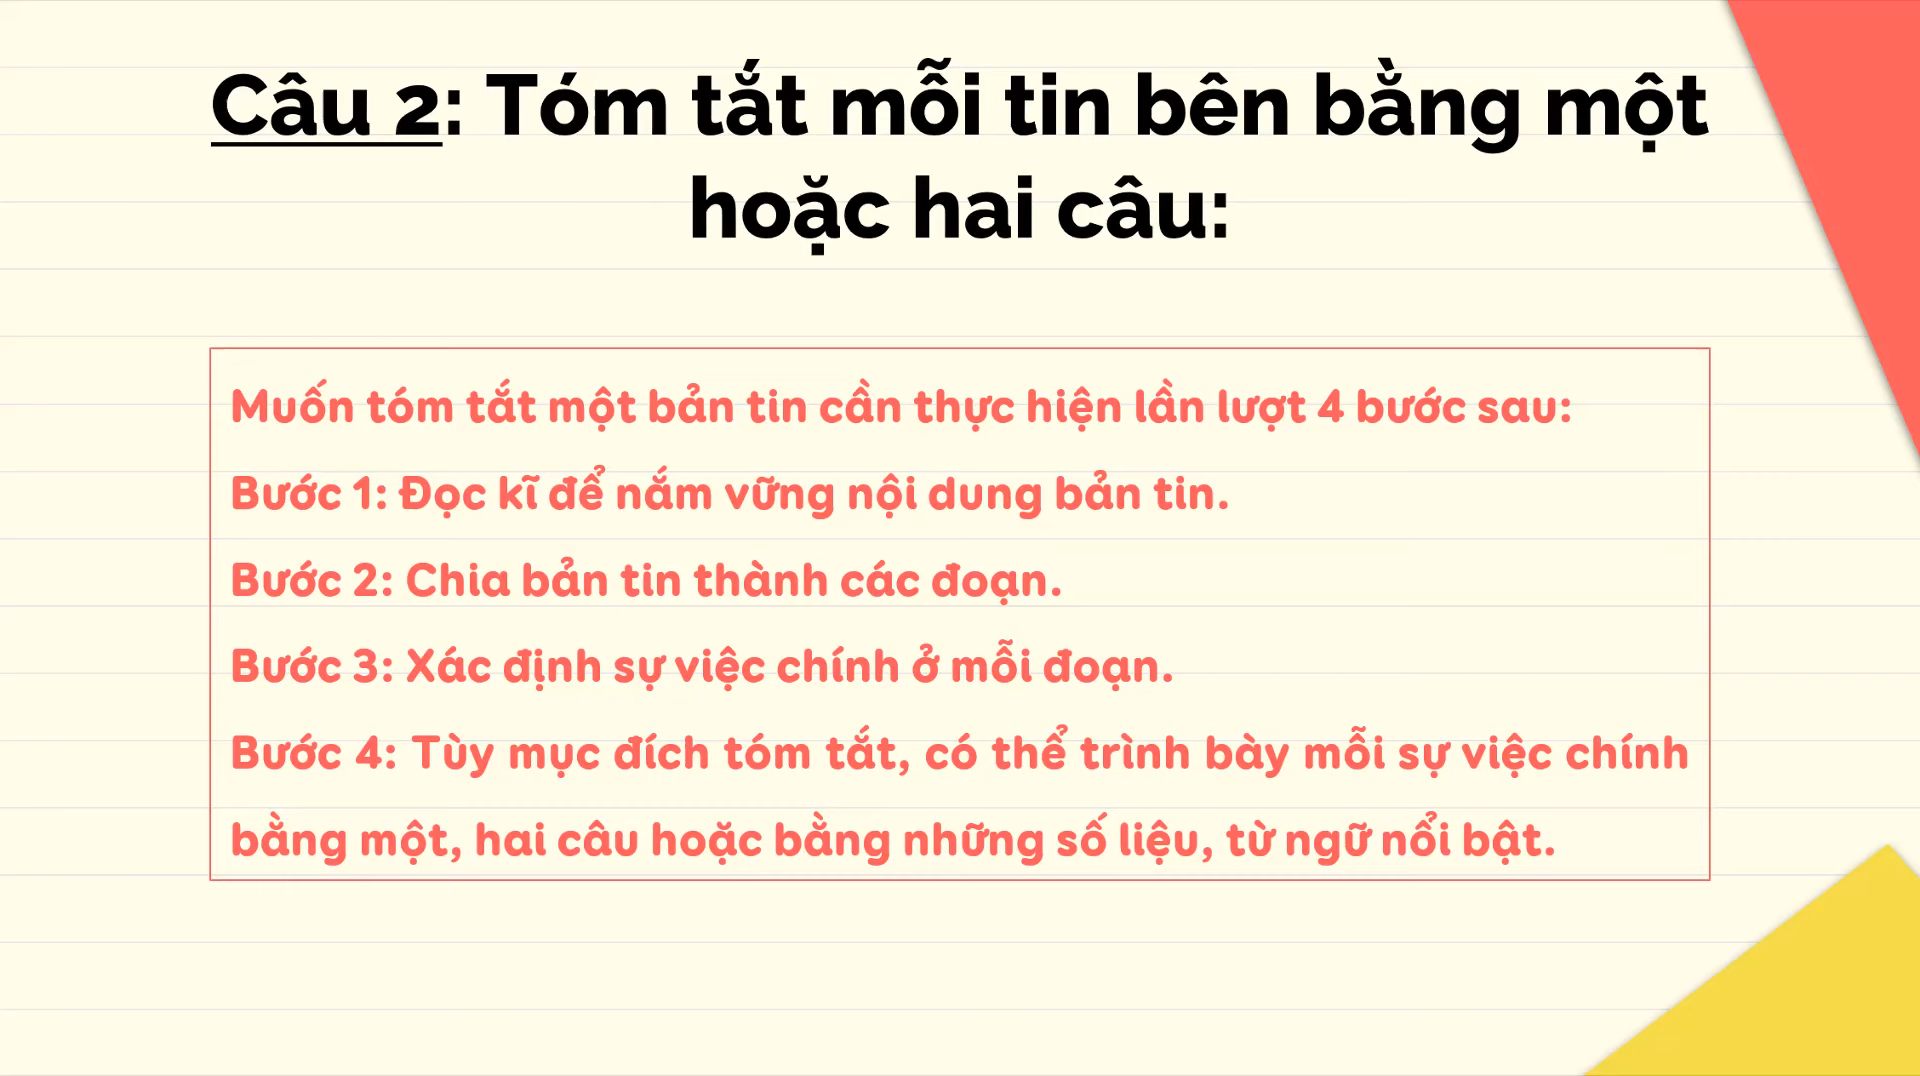 Câu 2: Tóm tắt mỗi tin bên bằng một
hoặc hai câu:
Muốn tóm tắt một bản tin cần thực hiện lần lượt 4 bước sau:
Bước 1: Đọc kĩ để nắm vững nội dung bản tin.
Bước 2: Chia bản tin thành các đoạn.
Bước 3: Xác định sự việc chính ở mỗi đoạn.
Bước 4: Tùy mục đích tóm tắt, có thể trình bày mỗi sự việc chính
bằng một, hai câu hoặc bằng những số liệu, từ ngữ nổi bật.